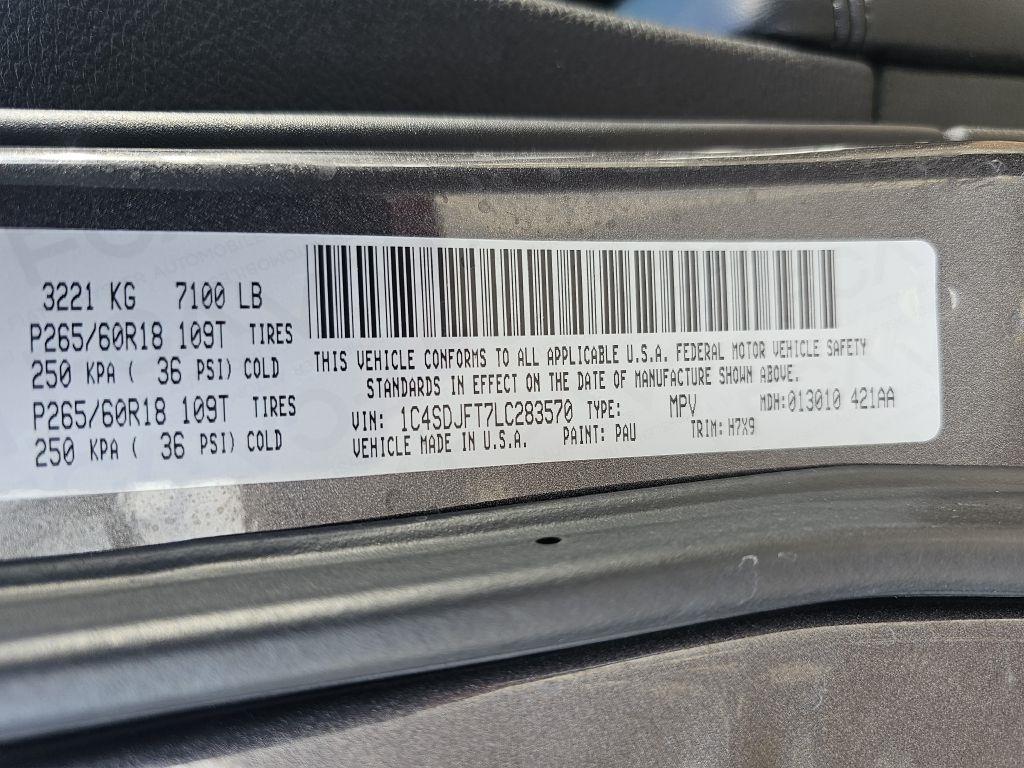 3221 KG 7100 LB
P265/60R18 109T TIRES
250 KPA ( 36 PSI) COLD
P265/60R18 109T TIRES
250 KPA ( 36 PSI) COLD
THIS VEHICLE CONFORMS TO ALL APPLICABLE U.S.A. FEDERAL MOTOR VEHICLE SAFETY
STANDARDS IN EFFECT ON THE DATE OF MANUFACTURE SHOWN ABOVE.
VIN: 1C4SDJFT7LC283570 TYPE: MPV MDH:013010 421AA
VEHICLE MADE IN U.S.A. PAINT: PAU TRIM: H7X9